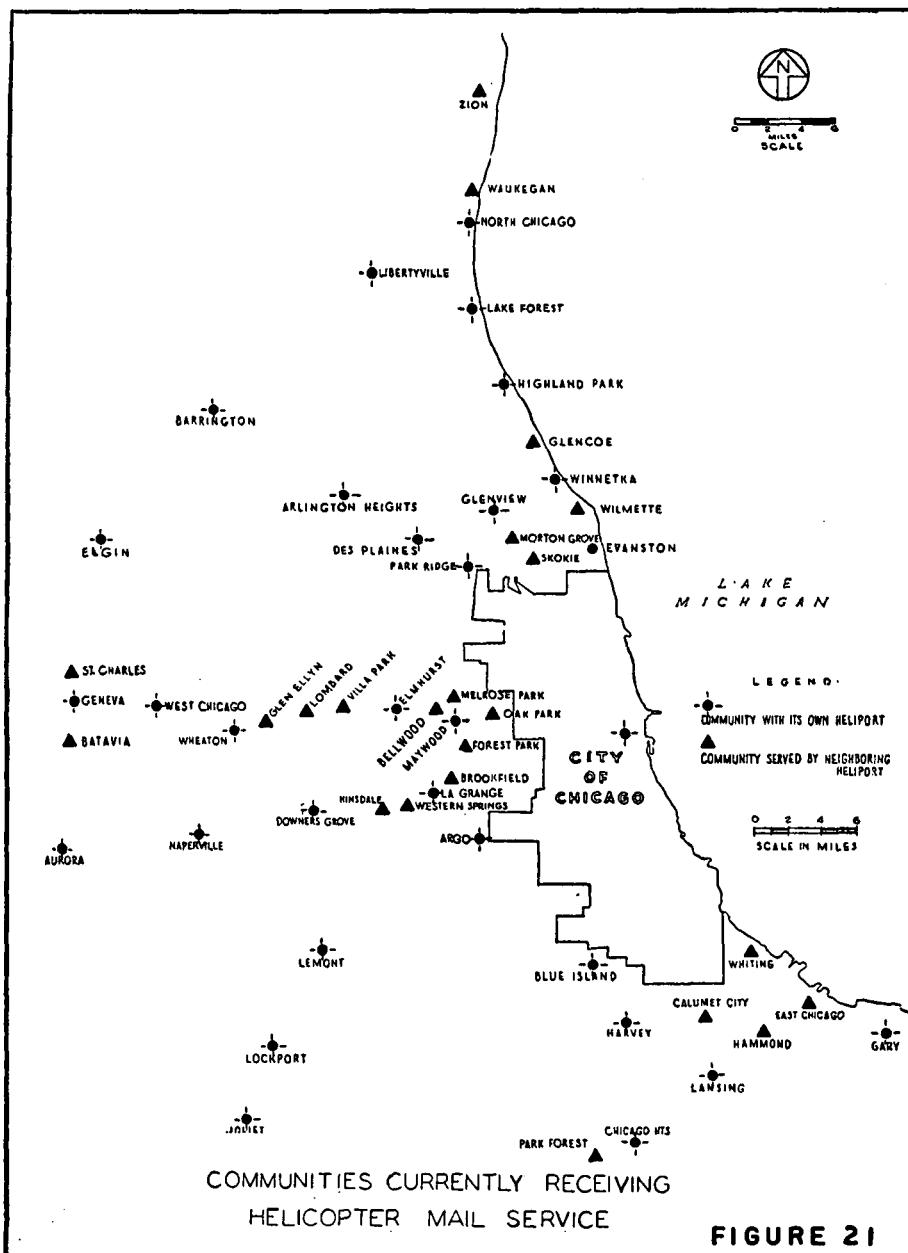 N
0 2 4 6
MILES
SCALE
ZION
WAUKEGAN
NORTH CHICAGO
LIBERTYVILLE
LAKE FOREST
HIGHLAND PARK
BARRINGTON
GLENCOE
WINNETKA
ARLINGTON HEIGHTS
GLENVIEW
WILMETTE
ELGIN
DES PLAINES
MORTON GROVE
EVANSTON
PARK RIDGE
SKOKIE
LAKE
MICHIGAN
ST. CHARLES
GENEVA
WEST CHICAGO
BATAVIA
WHEATON
GLEN ELLYN
LOMBARD
VILLA PARK
ELMHURST
BELLWOOD
MAYWOOD
MELROSE PARK
OAK PARK
FOREST PARK
BROOKFIELD
LA GRANGE
HINSDALE
WESTERN SPRINGS
DOWNERS GROVE
CITY
OF
CHICAGO
LEGEND
COMMUNITY WITH ITS OWN HELIPORT
COMMUNITY SERVED BY NEIGHBORING
HELIPORT
0 2 4 6
SCALE IN MILES
AURORA
NAPERVILLE
ARGO
LEMONT
BLUE ISLAND
WHITING
CALUMET CITY
EAST CHICAGO
HARVEY
HAMMOND
GARY
LOCKPORT
LANSING
JOLIET
PARK FOREST
CHICAGO HTS
COMMUNITIES CURRENTLY RECEIVING
HELICOPTER MAIL SERVICE
FIGURE 21